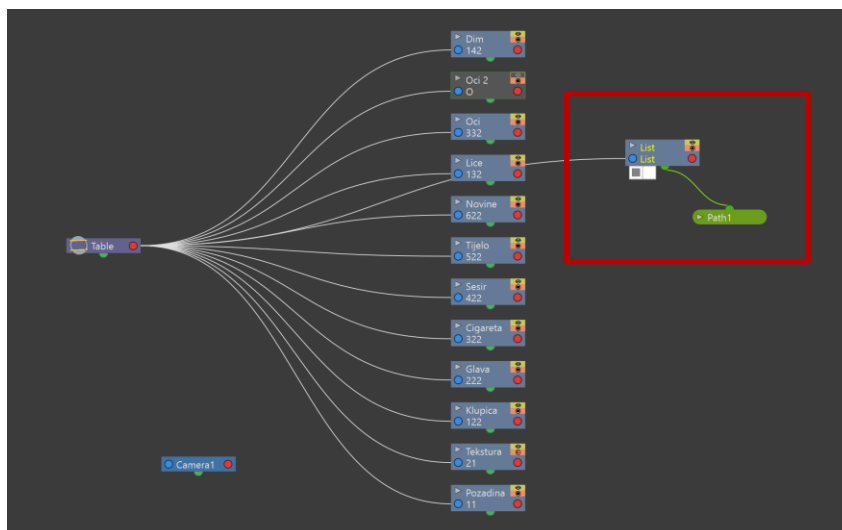 Dim
142
Oci 2
O
Oci
332
Lice
132
List
List
Novine
622
Path1
Table
Tijelo
522
Sesir
422
Cigareta
322
Glava
222
Klupica
122
Camera1
Tekstura
21
Pozadina
11